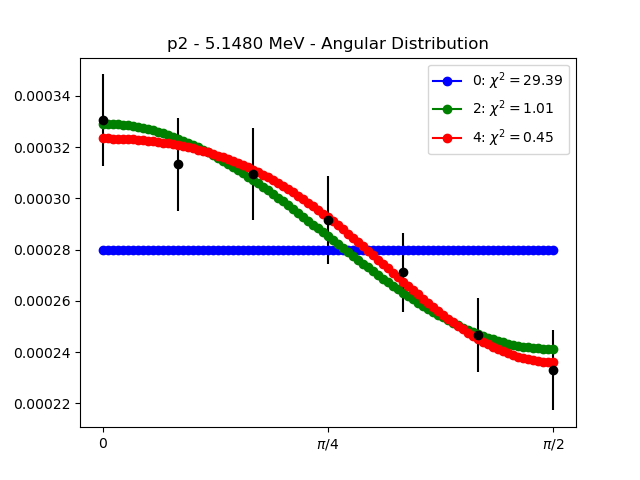 p2 - 5.1480 MeV - Angular Distribution
0: χ² = 29.39
2: χ² = 1.01
4: χ² = 0.45
0.00034
0.00032
0.00030
0.00028
0.00026
0.00024
0.00022
0 π/4 π/2